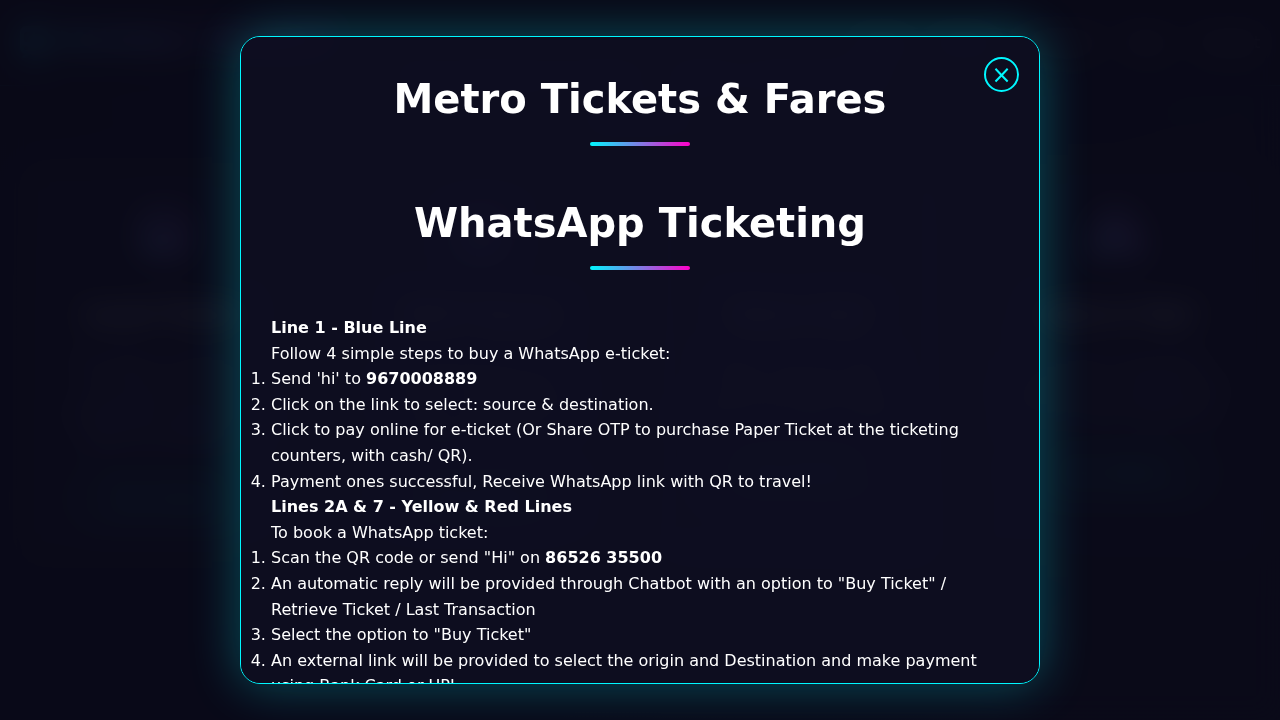 Metro Tickets & Fares
WhatsApp Ticketing
Line 1 - Blue Line
Follow 4 simple steps to buy a WhatsApp e-ticket:
1. Send 'hi' to 9670008889
2. Click on the link to select: source & destination.
3. Click to pay online for e-ticket (Or Share OTP to purchase Paper Ticket at the ticketing
counters, with cash/ QR).
4. Payment ones successful, Receive WhatsApp link with QR to travel!
Lines 2A & 7 - Yellow & Red Lines
To book a WhatsApp ticket:
1. Scan the QR code or send "Hi" on 86526 35500
2. An automatic reply will be provided through Chatbot with an option to "Buy Ticket" /
Retrieve Ticket / Last Transaction
3. Select the option to "Buy Ticket"
4. An external link will be provided to select the origin and Destination and make payment
using Bank Card or UPI